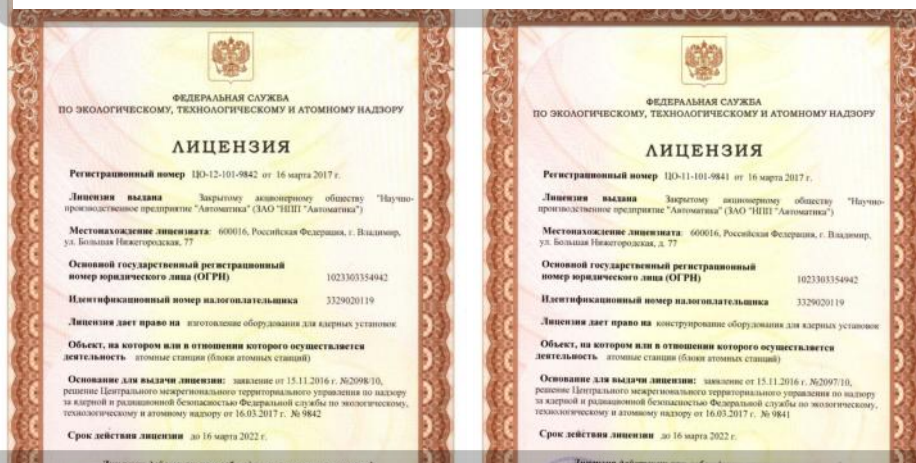 ФЕДЕРАЛЬНАЯ СЛУЖБА
ПО ЭКОЛОГИЧЕСКОМУ, ТЕХНОЛОГИЧЕСКОМУ И АТОМНОМУ НАДЗОРУ
ЛИЦЕНЗИЯ
Регистрационный номер ЦО-12-101-9842 от 16 марта 2017 г.
Лицензия выдана Закрытому акционерному обществу "Научно-
производственное предприятие "Автоматика" (ЗАО "НПП "Автоматика")
Местонахождение лицензиата: 600016, Российская Федерация, г. Владимир,
ул. Большая Нижегородская, 77
Основной государственный регистрационный
номер юридического лица (ОГРН) 1023303354942
Идентификационный номер налогоплательщика 3329020119
Лицензия дает право на изготовление оборудования для ядерных установок
Объект, на котором или в отношении которого осуществляется
деятельность атомные станции (блоки атомных станций)
Основание для выдачи лицензии: заявление от 15.11.2016 г. №2098/10,
решение Центрального межрегионального территориального управления по надзору
за ядерной и радиационной безопасностью Федеральной службы по экологическому,
технологическому и атомному надзору от 16.03.2017 г. № 9842
Срок действия лицензии до 16 марта 2022 г.
ФЕДЕРАЛЬНАЯ СЛУЖБА
ПО ЭКОЛОГИЧЕСКОМУ, ТЕХНОЛОГИЧЕСКОМУ И АТОМНОМУ НАДЗОРУ
ЛИЦЕНЗИЯ
Регистрационный номер ЦО-11-101-9841 от 16 марта 2017 г.
Лицензия выдана Закрытому акционерному обществу "Научно-
производственное предприятие "Автоматика" (ЗАО "НПП "Автоматика")
Местонахождение лицензиата: 600016, Российская Федерация, г. Владимир,
ул. Большая Нижегородская, д. 77
Основной государственный регистрационный
номер юридического лица (ОГРН) 1023303354942
Идентификационный номер налогоплательщика 3329020119
Лицензия дает право на конструирование оборудования для ядерных установок
Объект, на котором или в отношении которого осуществляется
деятельность атомные станции (блоки атомных станций)
Основание для выдачи лицензии: заявление от 15.11.2016 г. №2097/10,
решение Центрального межрегионального территориального управления по надзору
за ядерной и радиационной безопасностью Федеральной службы по экологическому,
технологическому и атомному надзору от 16.03.2017 г. № 9841
Срок действия лицензии до 16 марта 2022 г.